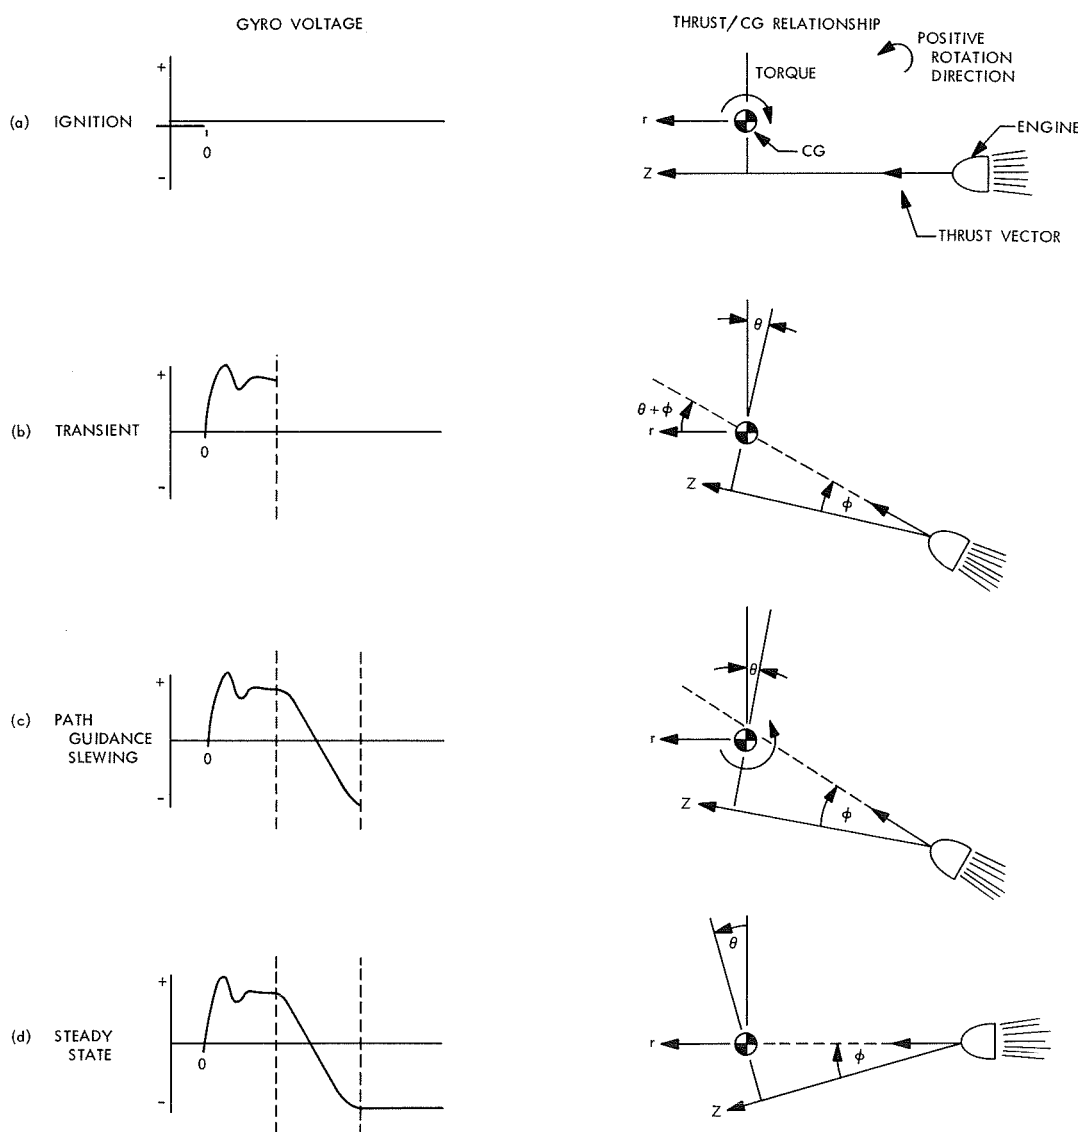 GYRO VOLTAGE
THRUST/CG RELATIONSHIP
POSITIVE
ROTATION
DIRECTION
+
TORQUE
(a) IGNITION
r
ENGINE
0
CG
Z
-
THRUST VECTOR
θ
+
θ + ϕ
(b) TRANSIENT
r
0
Z
-
ϕ
+
θ
(c) PATH
GUIDANCE
SLEWING
r
0
-
Z
ϕ
θ
+
(d) STEADY
STATE
r
0
ϕ
-
Z